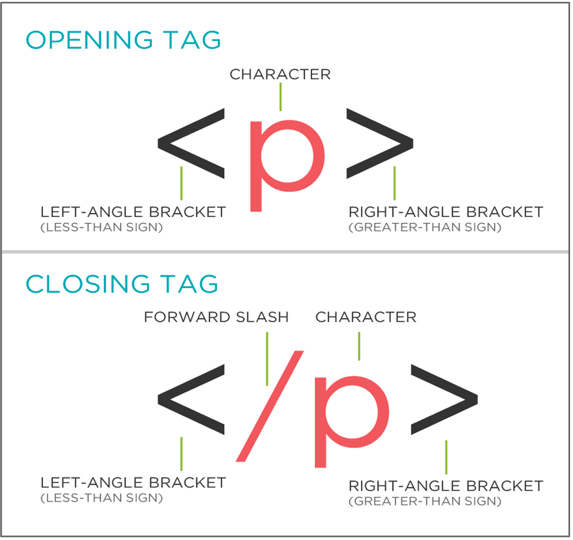 OPENING TAG
CHARACTER
<p>
LEFT-ANGLE BRACKET
(LESS-THAN SIGN)
RIGHT-ANGLE BRACKET
(GREATER-THAN SIGN)
CLOSING TAG
FORWARD SLASH
CHARACTER
</p>
LEFT-ANGLE BRACKET
(LESS-THAN SIGN)
RIGHT-ANGLE BRACKET
(GREATER-THAN SIGN)